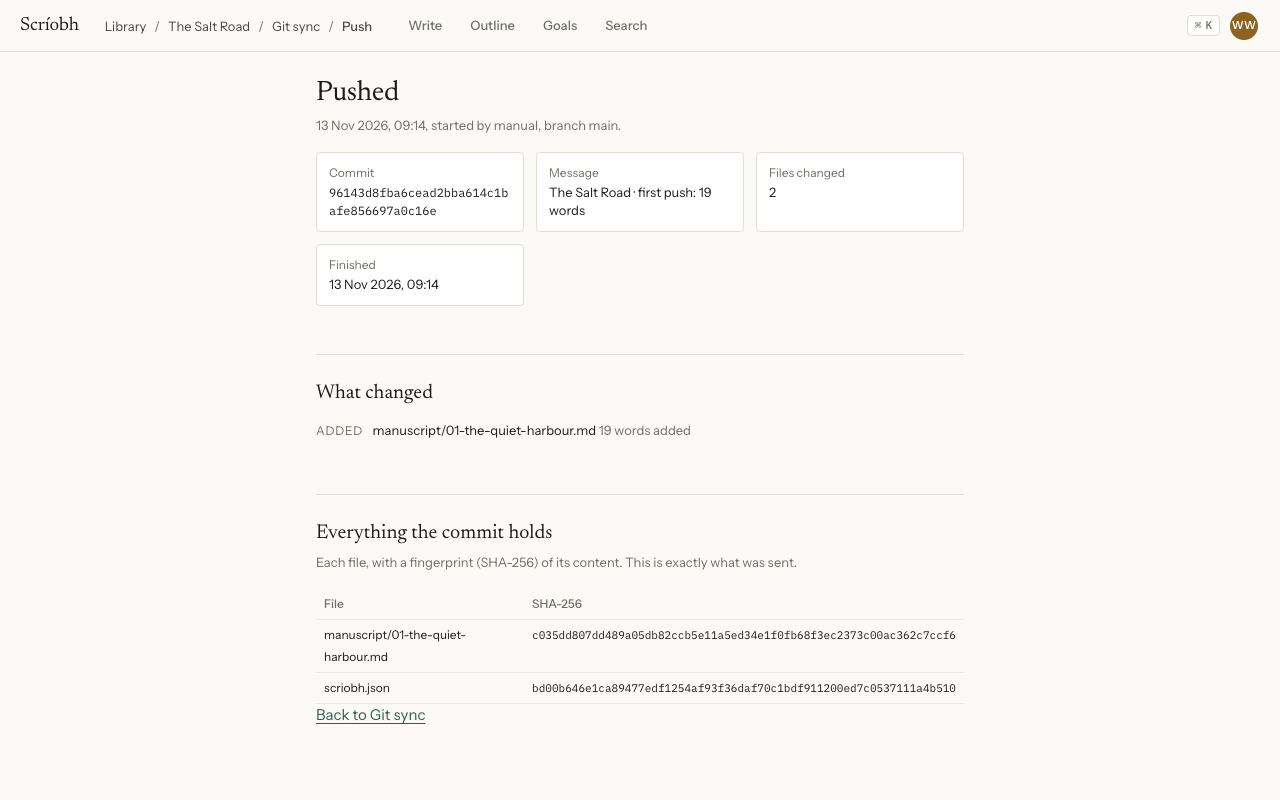 Scríobh
Library / The Salt Road / Git sync / Push
Write
Outline
Goals
Search
⌘ K
WW
Pushed
13 Nov 2026, 09:14, started by manual, branch main.
Commit
96143d8fba6cead2bba614c1b
afe856697a0c16e
Message
The Salt Road · first push: 19
words
Files changed
2
Finished
13 Nov 2026, 09:14
What changed
ADDED manuscript/01-the-quiet-harbour.md 19 words added
Everything the commit holds
Each file, with a fingerprint (SHA-256) of its content. This is exactly what was sent.
File
SHA-256
manuscript/01-the-quiet-
harbour.md
c035dd807dd489a05db82ccb5e11a5ed34e1f0fb68f3ec2373c00ac362c7ccf6
scriobh.json
bd00b646e1ca89477edf1254af93f36daf70c1bdf911200ed7c0537111a4b510
Back to Git sync